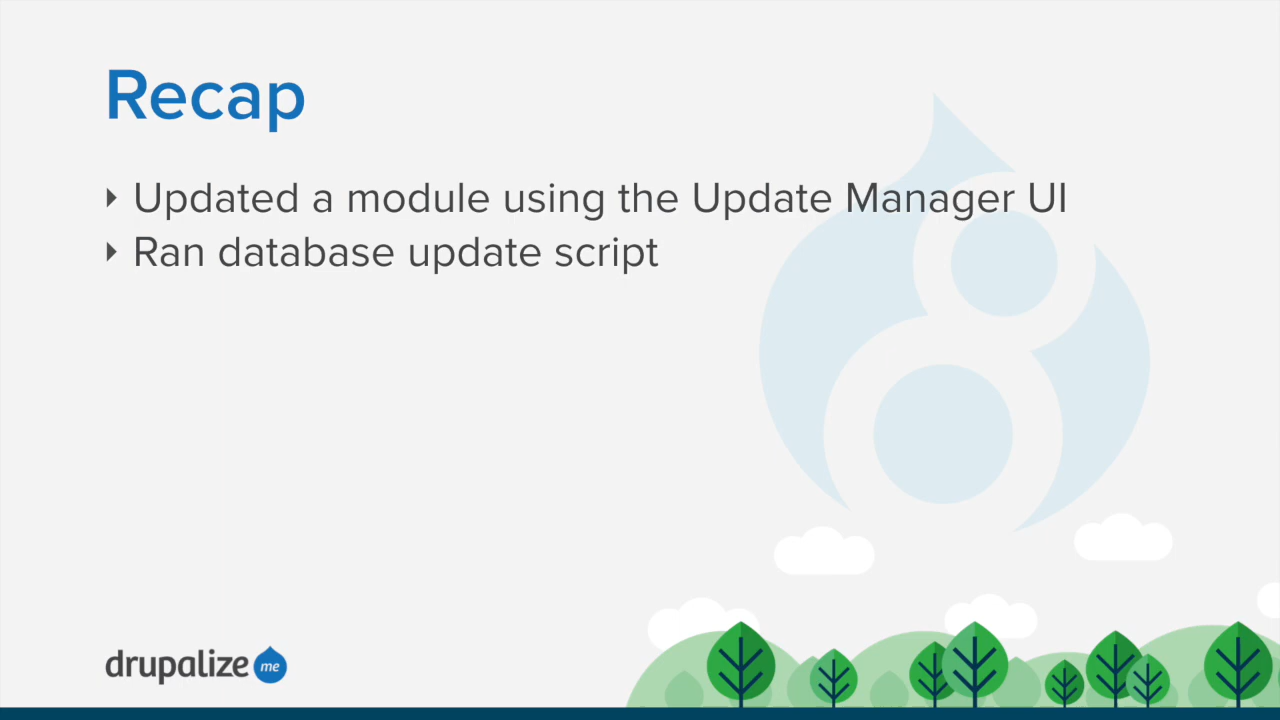 Recap
Updated a module using the Update Manager UI
Ran database update script
drupalize me